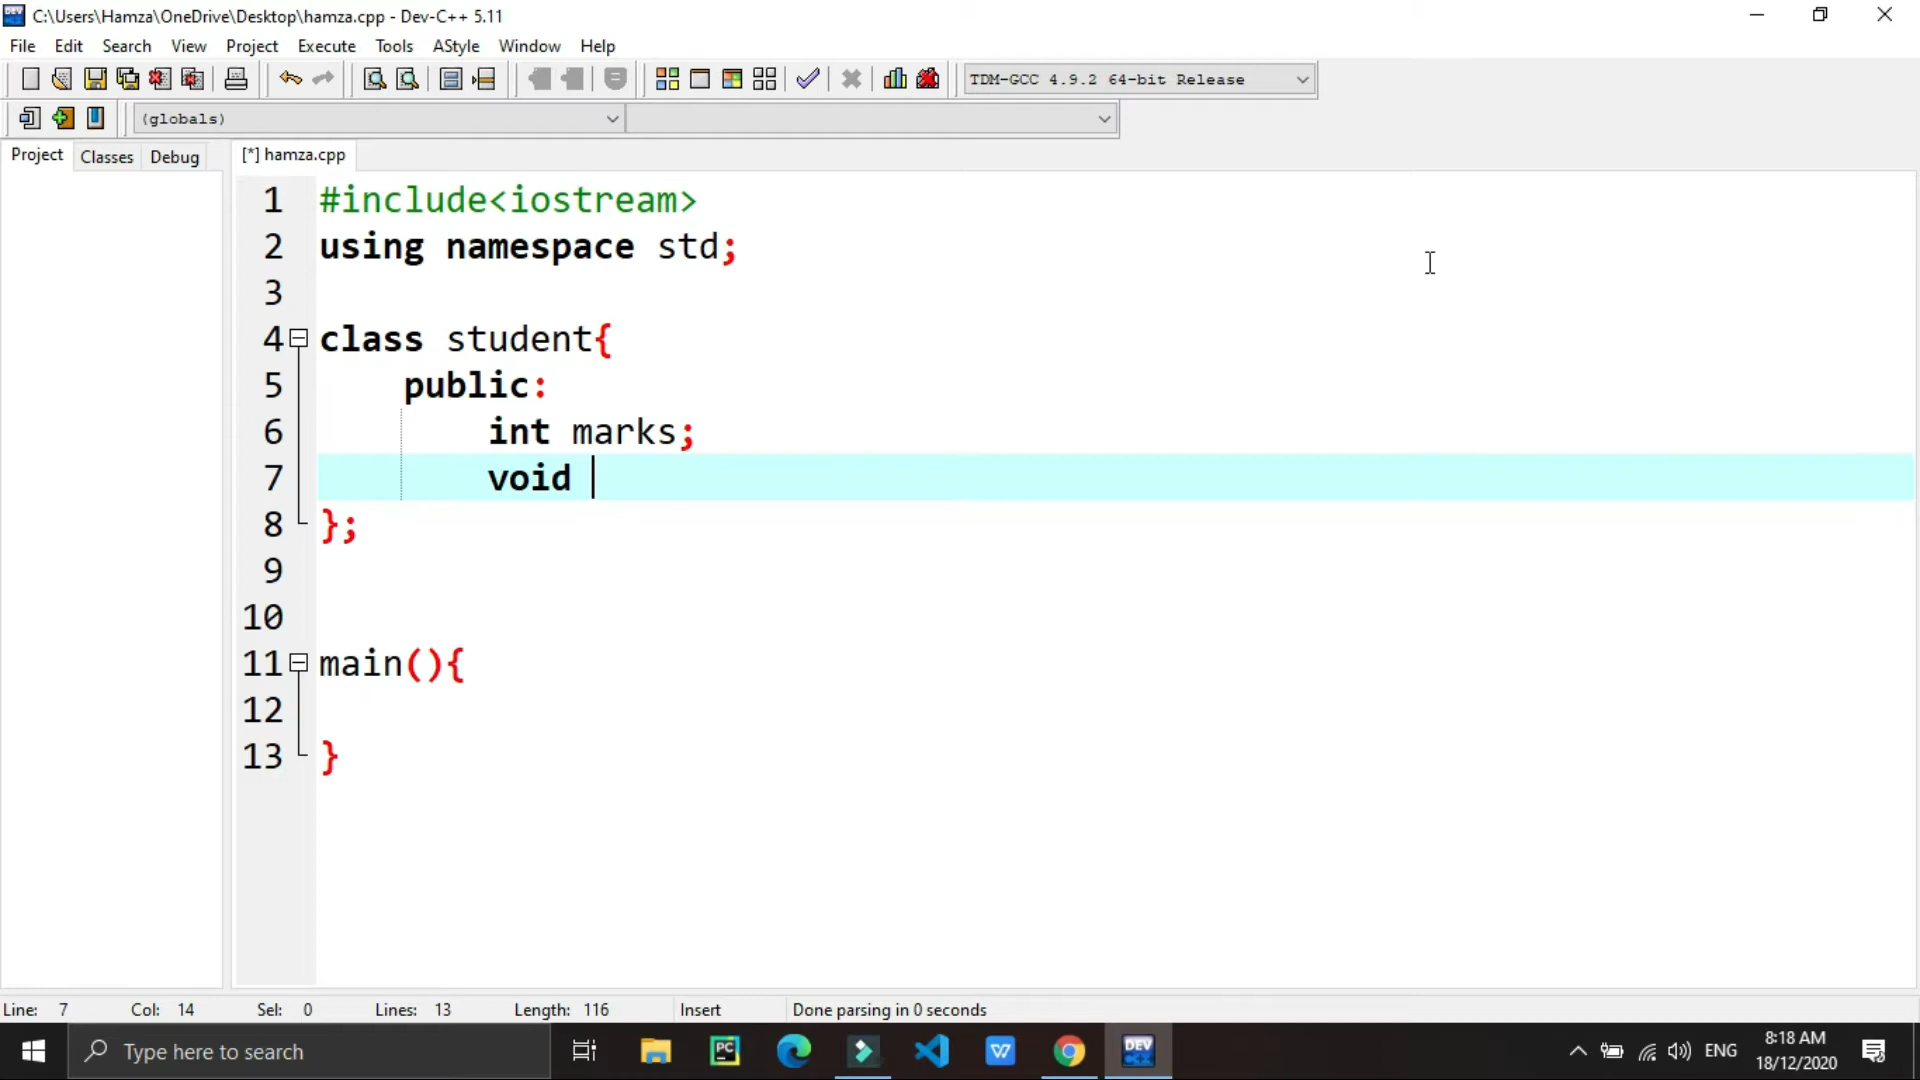 C:\Users\Hamza\OneDrive\Desktop\hamza.cpp - Dev-C++ 5.11
File Edit Search View Project Execute Tools AStyle Window Help
TDM-GCC 4.9.2 64-bit Release
(globals)
Project Classes Debug [*] hamza.cpp
1 #include<iostream>
2 using namespace std;
3
4 class student{
5 public:
6 int marks;
7 void
8 };
9
10
11 main(){
12
13 }
Line: 7 Col: 14 Sel: 0 Lines: 13 Length: 116 Insert Done parsing in 0 seconds
Type here to search
PC
W
DEV C++
ENG
8:18 AM
18/12/2020